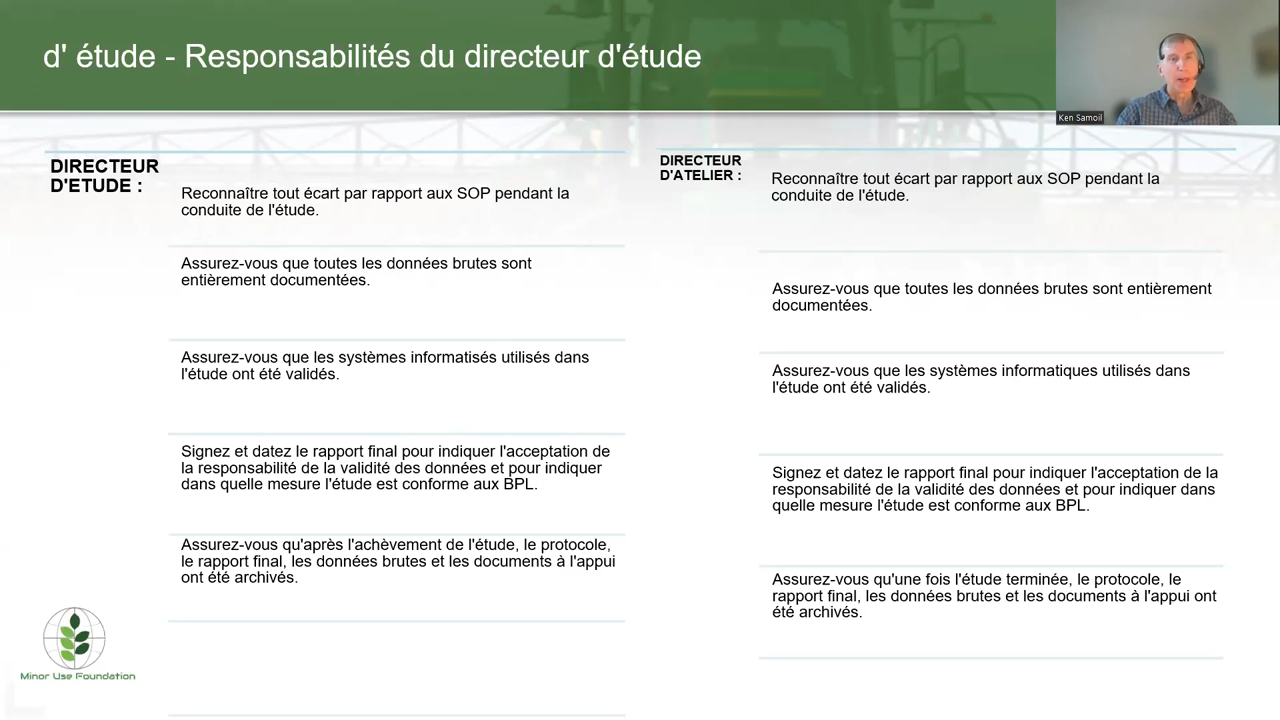 d' étude - Responsabilités du directeur d'étude
Ken Samoil
DIRECTEUR
D'ETUDE :
Reconnaître tout écart par rapport aux SOP pendant la
conduite de l'étude.
Assurez-vous que toutes les données brutes sont
entièrement documentées.
Assurez-vous que les systèmes informatisés utilisés dans
l'étude ont été validés.
Signez et datez le rapport final pour indiquer l'acceptation de
la responsabilité de la validité des données et pour indiquer
dans quelle mesure l'étude est conforme aux BPL.
Assurez-vous qu'après l'achèvement de l'étude, le protocole,
le rapport final, les données brutes et les documents à l'appui
ont été archivés.
DIRECTEUR
D'ATELIER :
Reconnaître tout écart par rapport aux SOP pendant la
conduite de l'étude.
Assurez-vous que toutes les données brutes sont entièrement
documentées.
Assurez-vous que les systèmes informatiques utilisés dans
l'étude ont été validés.
Signez et datez le rapport final pour indiquer l'acceptation de la
responsabilité de la validité des données et pour indiquer dans
quelle mesure l'étude est conforme aux BPL.
Assurez-vous qu'une fois l'étude terminée, le protocole, le
rapport final, les données brutes et les documents à l'appui ont
été archivés.
Minor Use Foundation